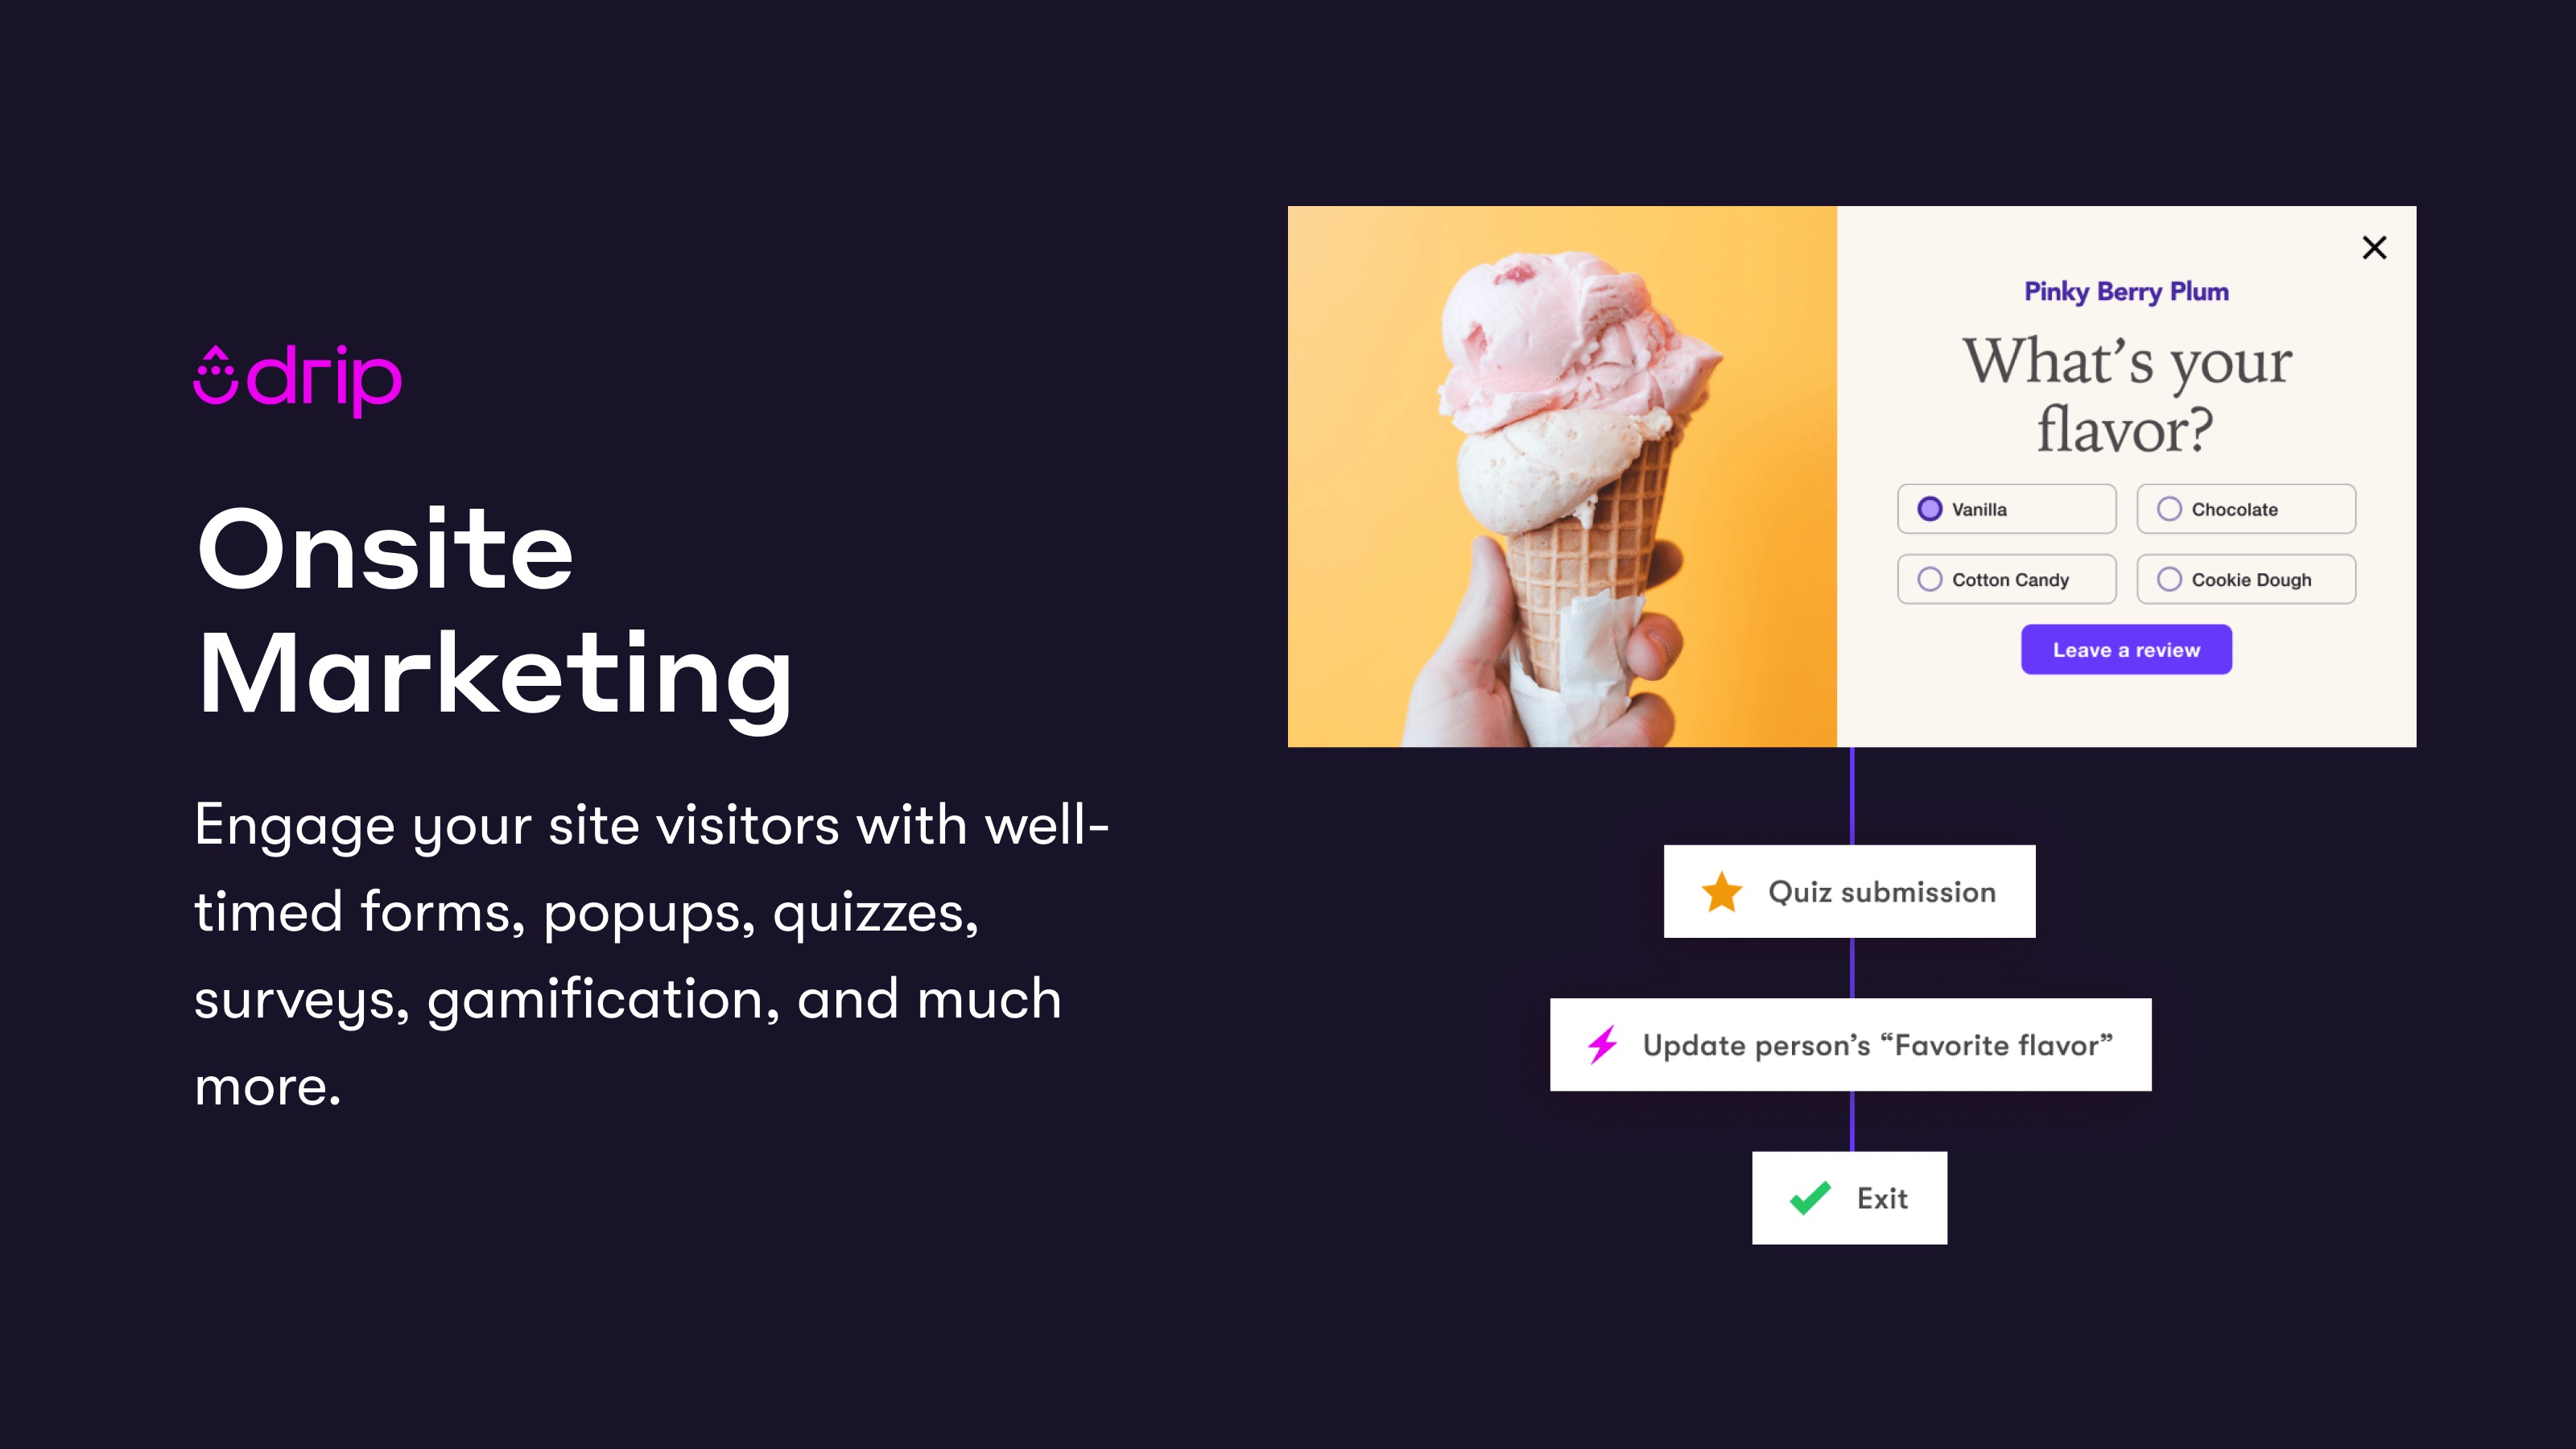 drip
Onsite
Marketing
Engage your site visitors with well-
timed forms, popups, quizzes,
surveys, gamification, and much
more.
Pinky Berry Plum
What’s your
flavor?
Vanilla
Chocolate
Cotton Candy
Cookie Dough
Leave a review
Quiz submission
Update person’s “Favorite flavor”
Exit